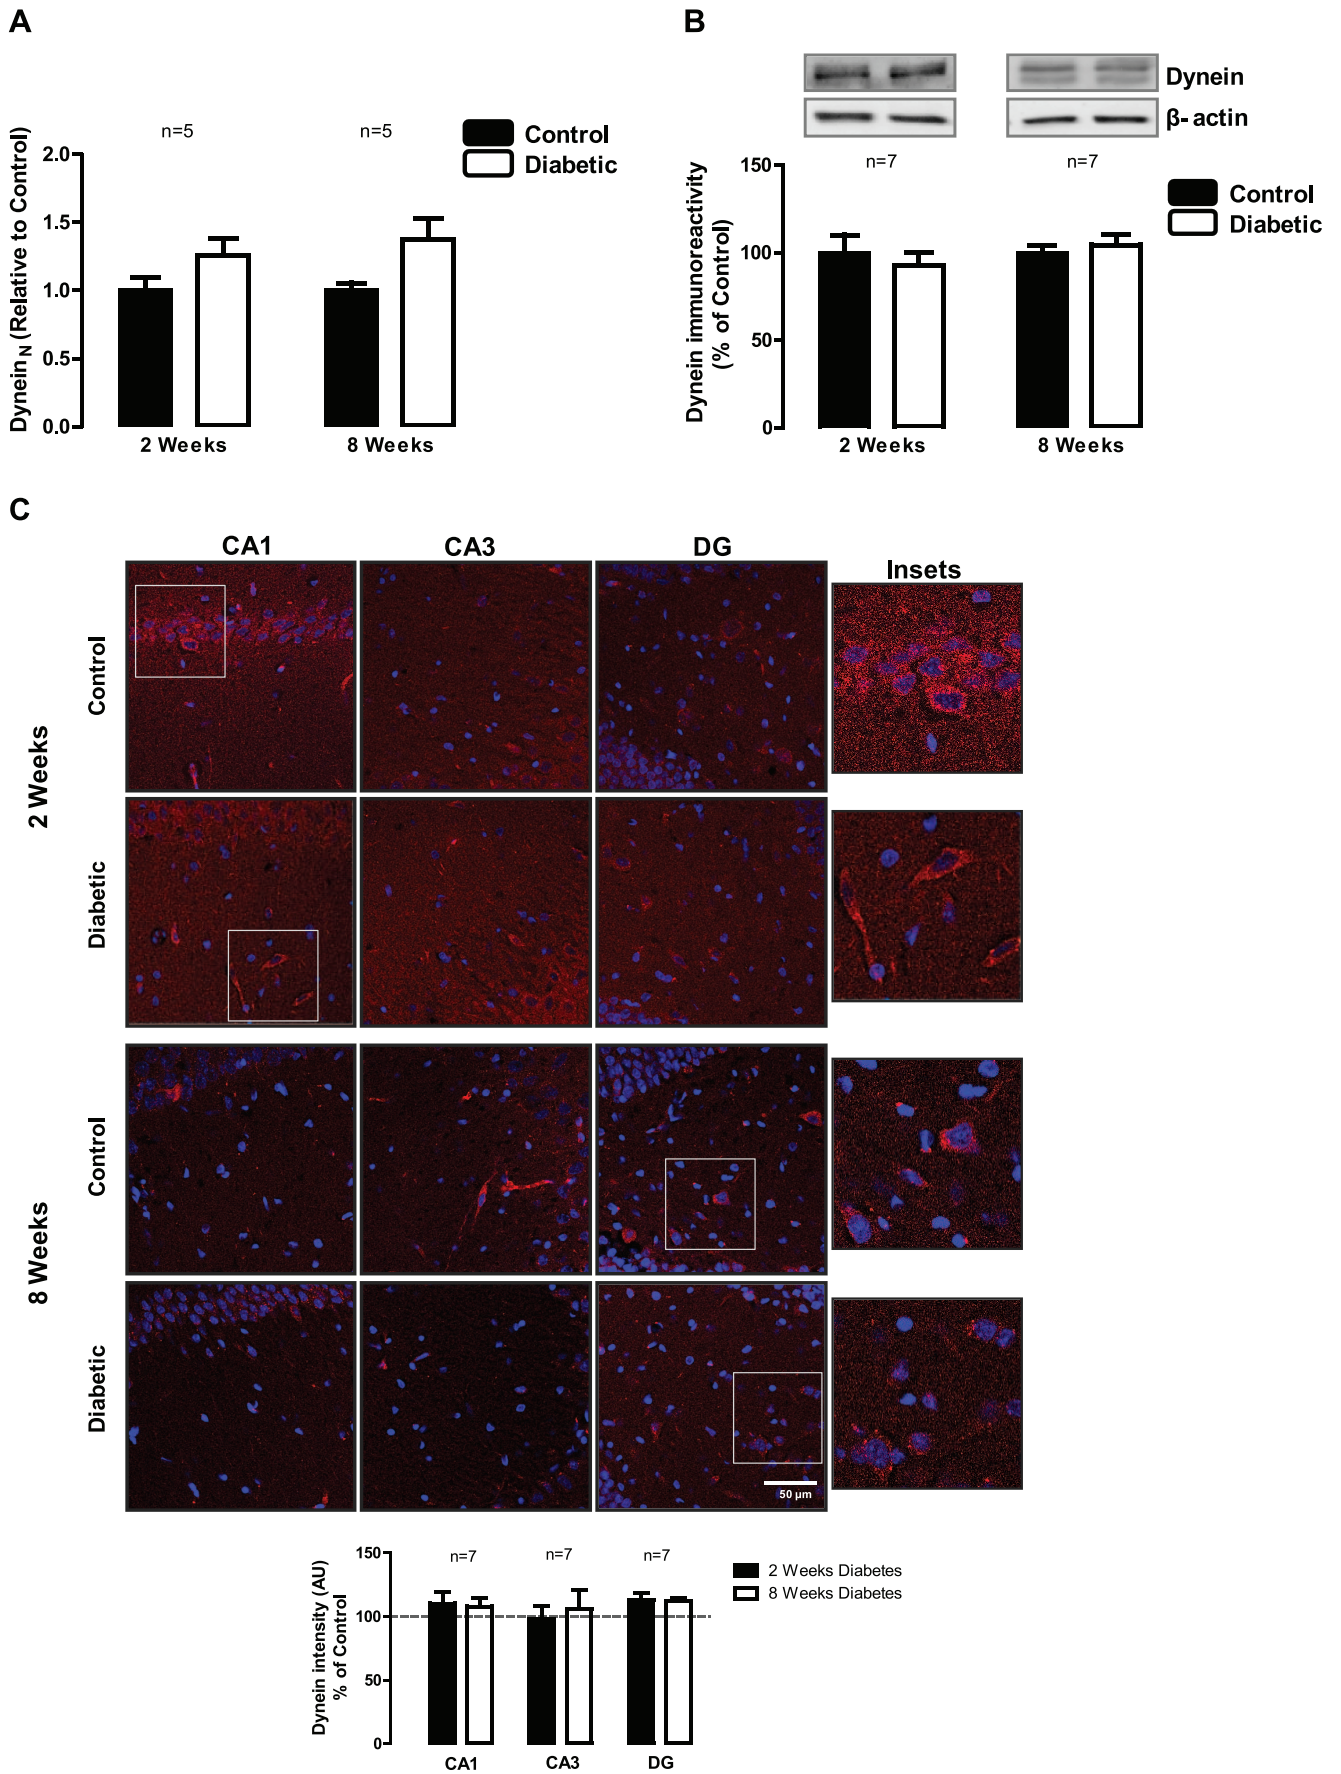 A
n=5
n=5
Control
Diabetic
Dynein_N (Relative to Control)
2.0
1.5
1.0
0.5
0.0
2 Weeks
8 Weeks
B
Dynein
β-actin
n=7
n=7
Control
Diabetic
Dynein immunoreactivity
(% of Control)
150
100
50
0
2 Weeks
8 Weeks
C
CA1
CA3
DG
Insets
2 Weeks
Control
Diabetic
8 Weeks
Control
Diabetic
50 µm
Dynein intensity (AU)
% of Control
150
100
50
0
n=7
n=7
n=7
2 Weeks Diabetes
8 Weeks Diabetes
CA1
CA3
DG